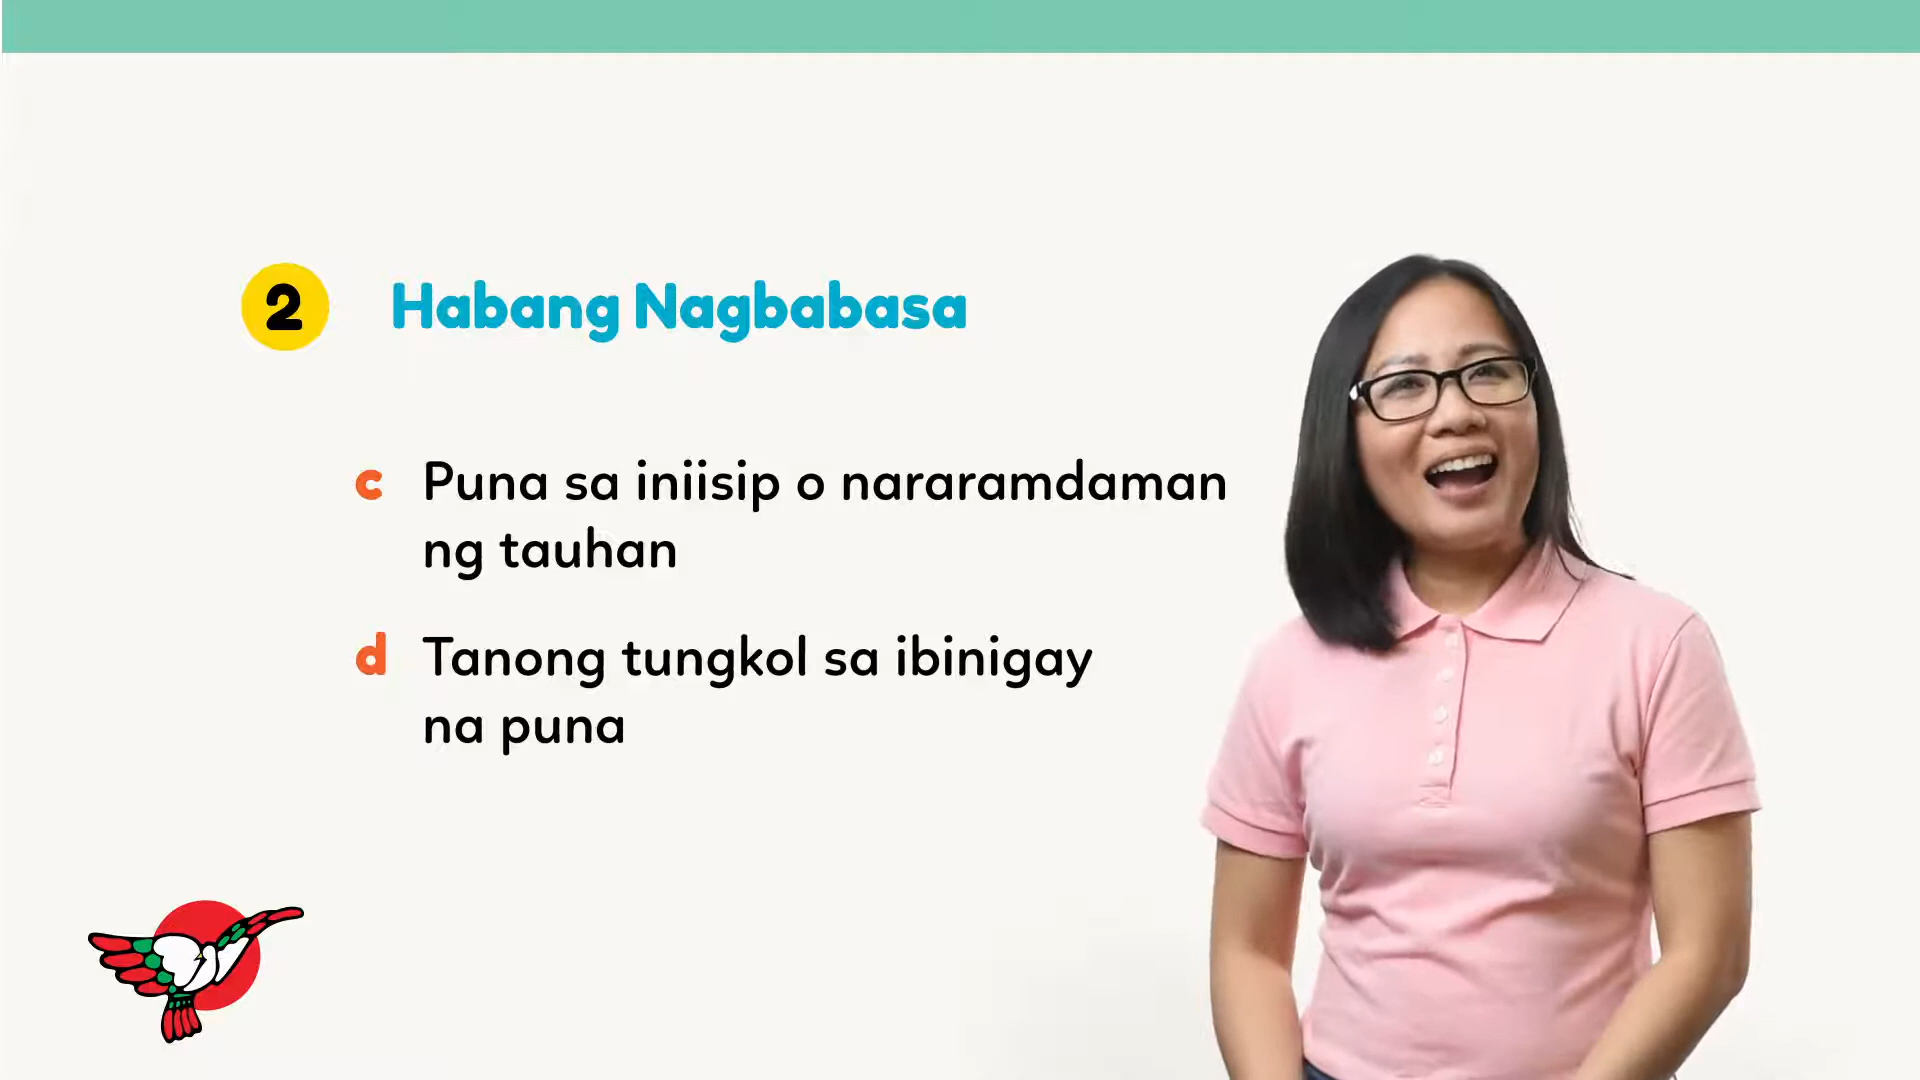 2 Habang Nagbabasa
c Puna sa iniisip o nararamdaman
ng tauhan
d Tanong tungkol sa ibinigay
na puna